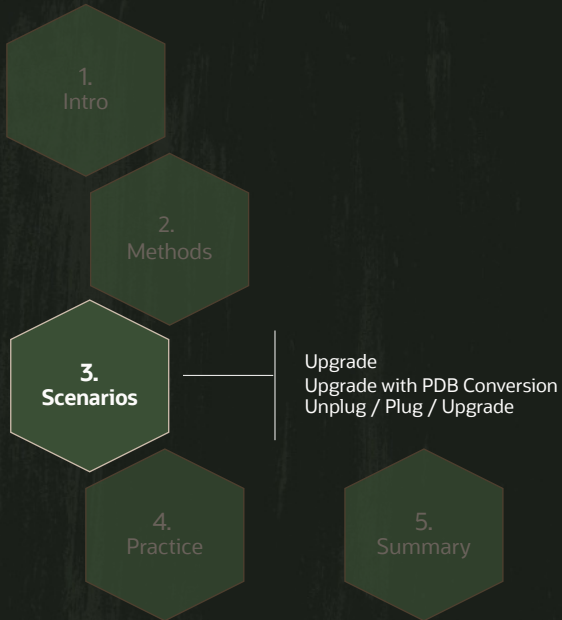 1.
Intro
2.
Methods
3.
Scenarios
Upgrade
Upgrade with PDB Conversion
Unplug / Plug / Upgrade
4.
Practice
5.
Summary